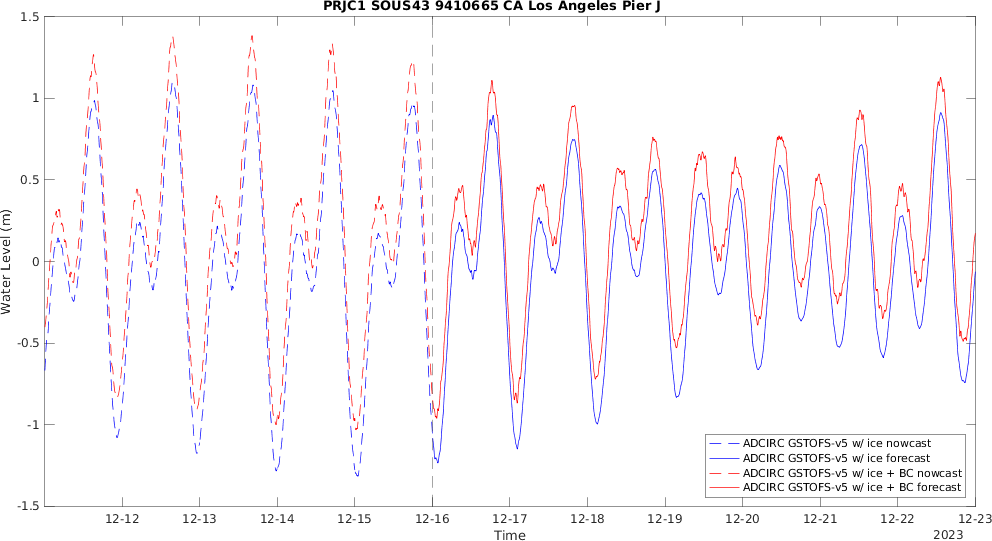 PRJC1 SOUS43 9410665 CA Los Angeles Pier J
1.5
1
0.5
0
-0.5
-1
-1.5
Water Level (m)
ADCIRC GSTOFS-v5 w/ ice nowcast
ADCIRC GSTOFS-v5 w/ ice forecast
ADCIRC GSTOFS-v5 w/ ice + BC nowcast
ADCIRC GSTOFS-v5 w/ ice + BC forecast
12-12 12-13 12-14 12-15 12-16 12-17 12-18 12-19 12-20 12-21 12-22 12-23
Time
2023